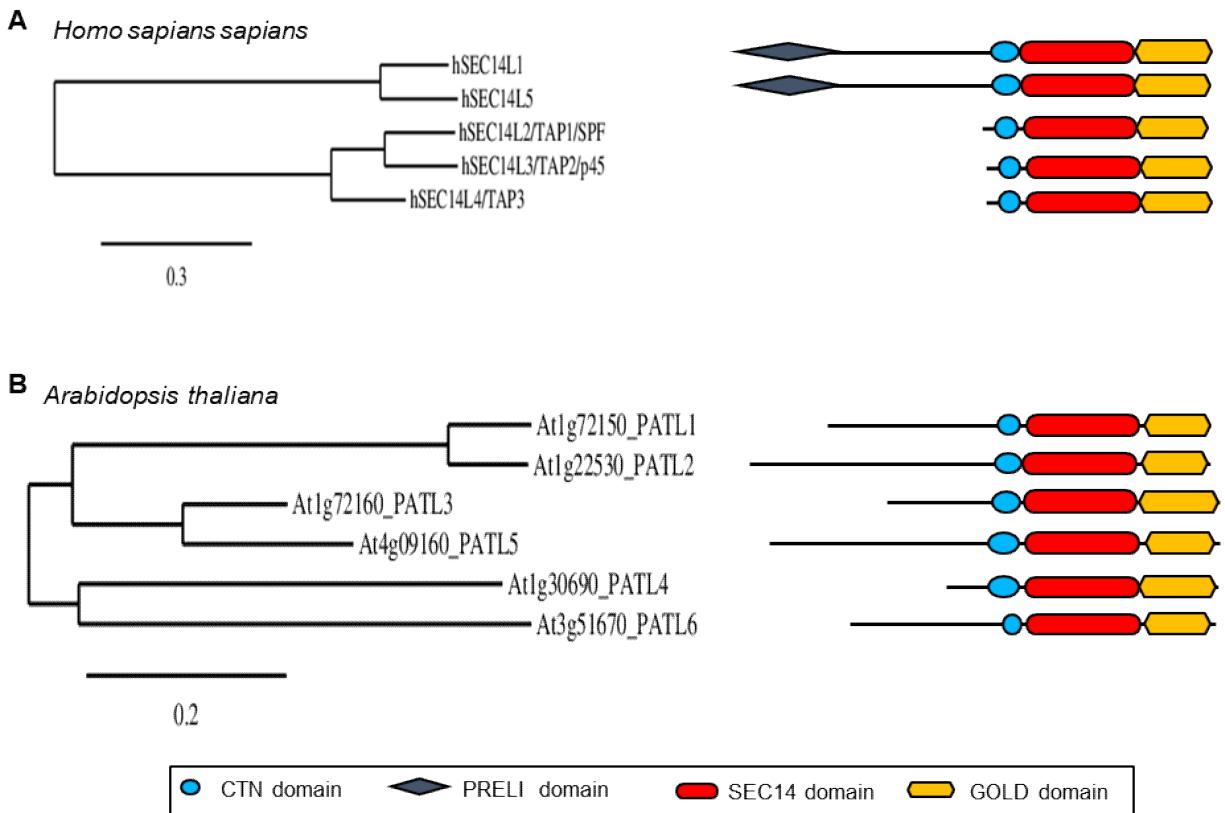 A
Homo sapians sapians
hSEC14L1
hSEC14L5
hSEC14L2/TAP1/SPF
hSEC14L3/TAP2/p45
hSEC14L4/TAP3
0.3
B
Arabidopsis thaliana
At1g72150_PATL1
At1g22530_PATL2
At1g72160_PATL3
At4g09160_PATL5
At1g30690_PATL4
At3g51670_PATL6
0.2
CTN domain
PRELI domain
SEC14 domain
GOLD domain